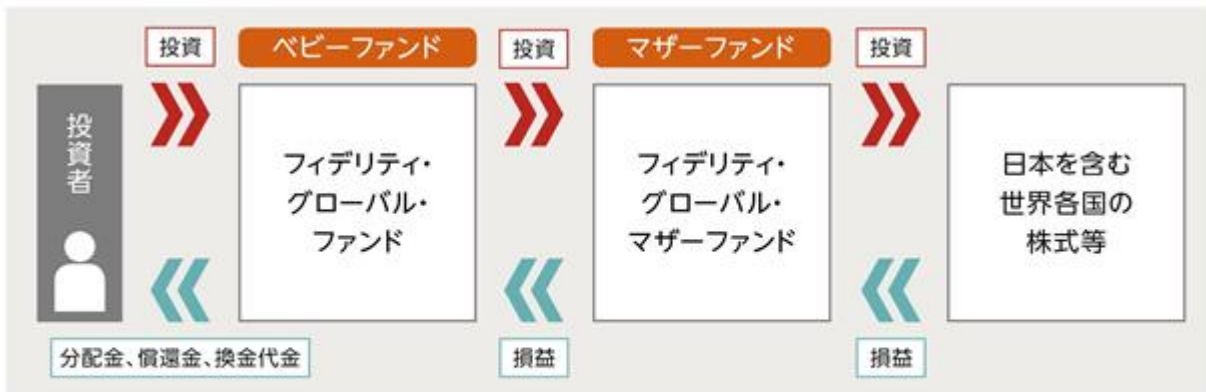 投資
ベビーファンド
投資
マザーファンド
投資
投資者
フィデリティ・
グローバル・
ファンド
フィデリティ・
グローバル・
マザーファンド
日本を含む
世界各国の
株式等
分配金、償還金、換金代金
損益
損益